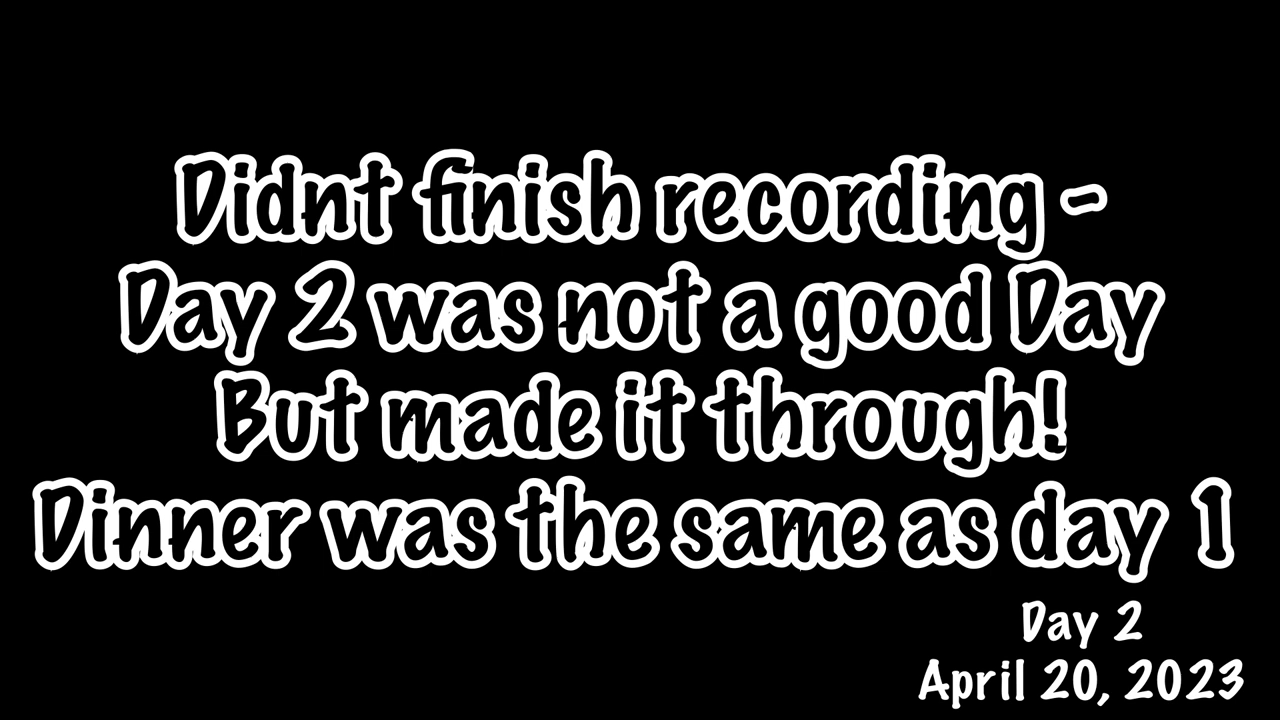 Didnt finish recording -
Day 2 was not a good Day
But made it through!
Dinner was the same as day 1
Day 2
April 20, 2023